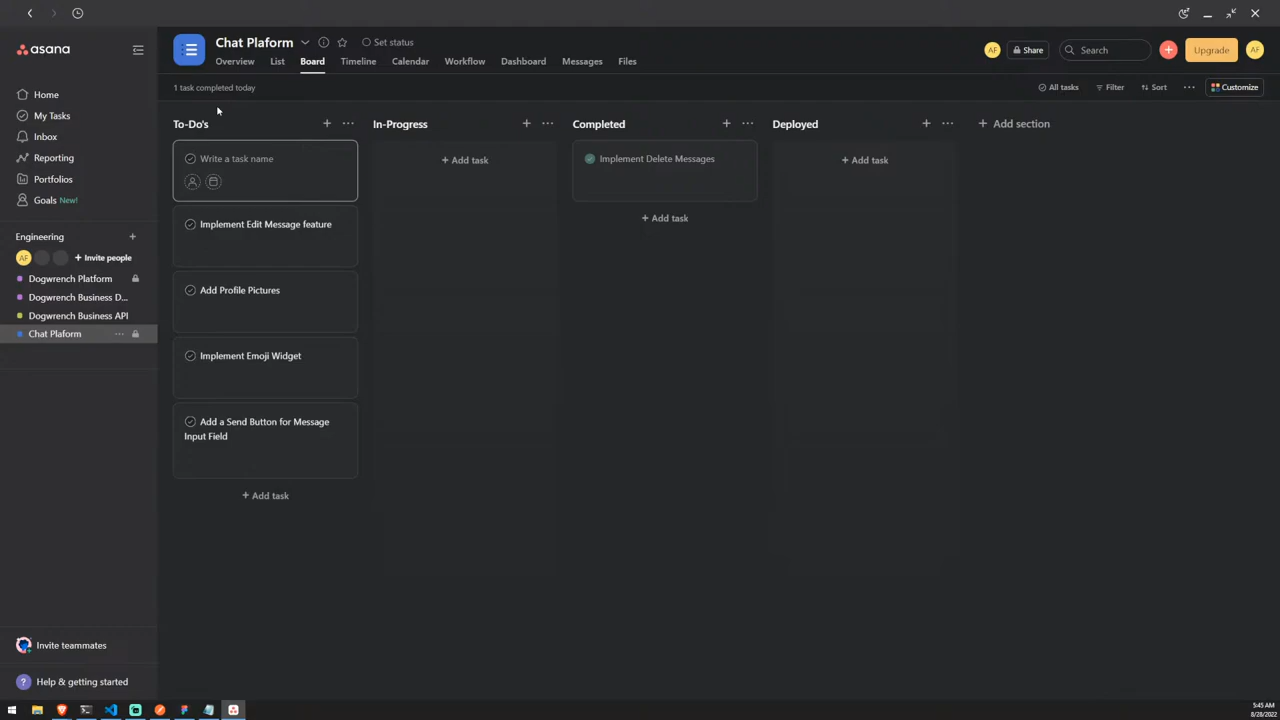 asana
Home
My Tasks
Inbox
Reporting
Portfolios
Goals New!
Engineering
AF
Invite people
Dogwrench Platform
Dogwrench Business D...
Dogwrench Business API
Chat Plaform
Invite teammates
? Help & getting started
Chat Plaform
Set status
Overview List Board Timeline Calendar Workflow Dashboard Messages Files
AF
Share
Search
Upgrade
AF
1 task completed today
All tasks
Filter
Sort
Customize
To-Do's
Write a task name
Implement Edit Message feature
Add Profile Pictures
Implement Emoji Widget
Add a Send Button for Message
Input Field
+ Add task
In-Progress
+ Add task
Completed
Implement Delete Messages
+ Add task
Deployed
+ Add task
+ Add section
5:45 AM
8/28/2022